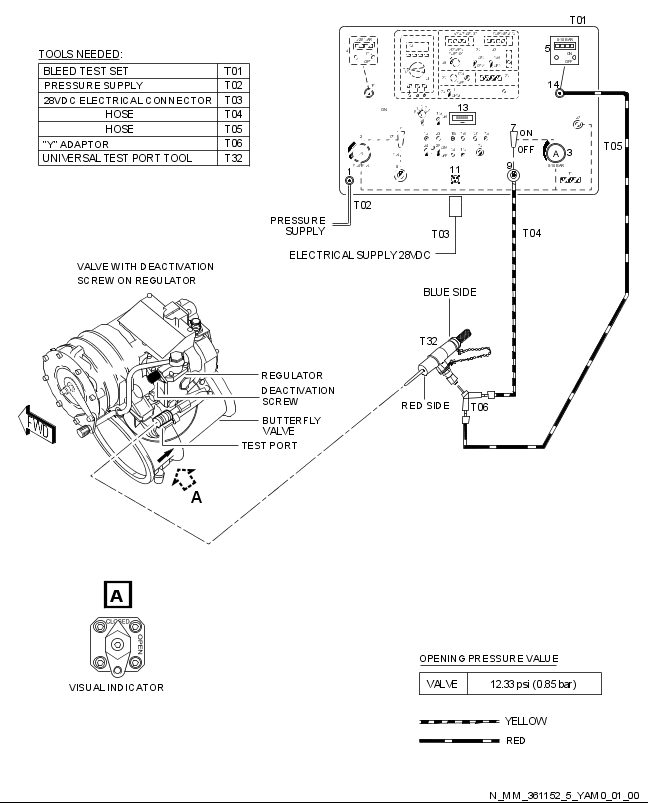 T01
TOOLS NEEDED:
BLEED TEST SET T01
PRESSURE SUPPLY T02
28VDC ELECTRICAL CONNECTOR T03
HOSE T04
HOSE T05
"Y" ADAPTOR T06
UNIVERSAL TEST PORT TOOL T32
5
14
13
7
ON
OFF
A
3
1
11
9
T05
T02
T03
T04
PRESSURE
SUPPLY
ELECTRICAL SUPPLY 28VDC
VALVE WITH DEACTIVATION
SCREW ON REGULATOR
BLUE SIDE
T32
RED SIDE
T06
REGULATOR
DEACTIVATION
SCREW
BUTTERFLY
VALVE
TEST PORT
FWD
A
A
CLOSED
OPEN
VISUAL INDICATOR
OPENING PRESSURE VALUE
VALVE 12.33 psi (0.85 bar)
YELLOW
RED
N_MM_361152_5_YAM0_01_00